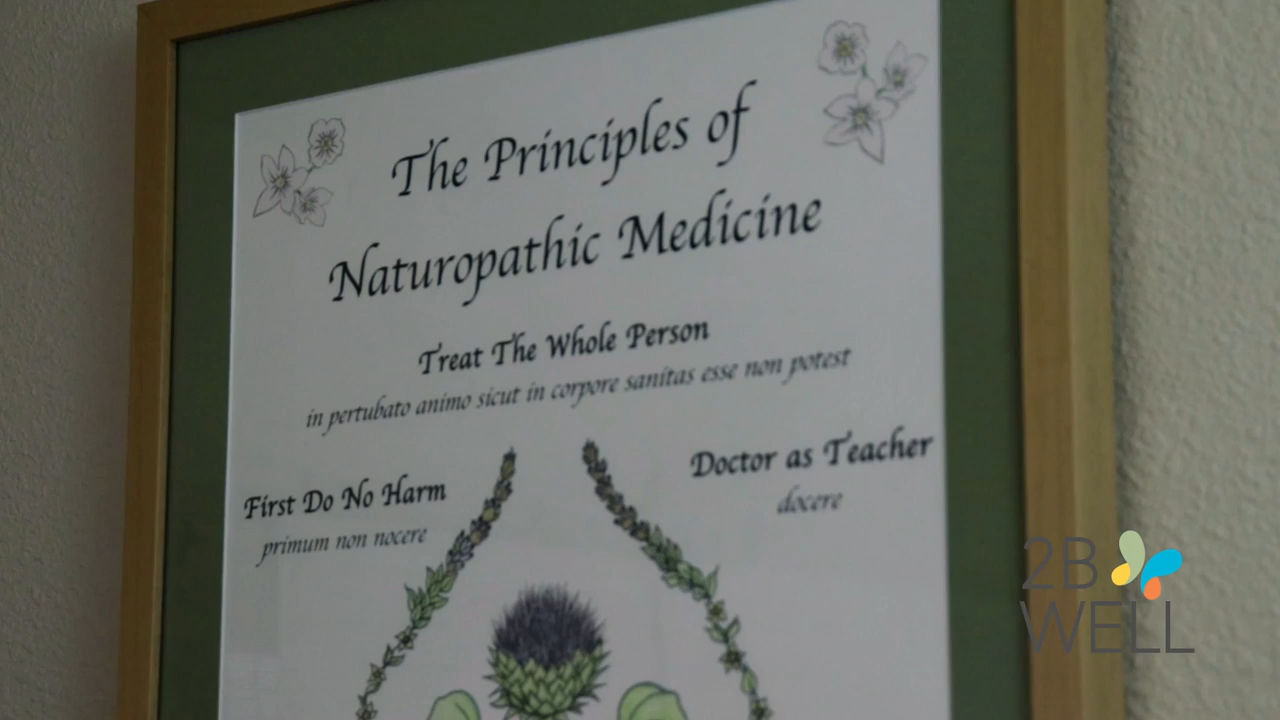 The Principles of
Naturopathic Medicine
Treat The Whole Person
in pertubato animo sicut in corpore sanitas esse non potest
First Do No Harm
primum non nocere
Doctor as Teacher
docere
2B
WELL